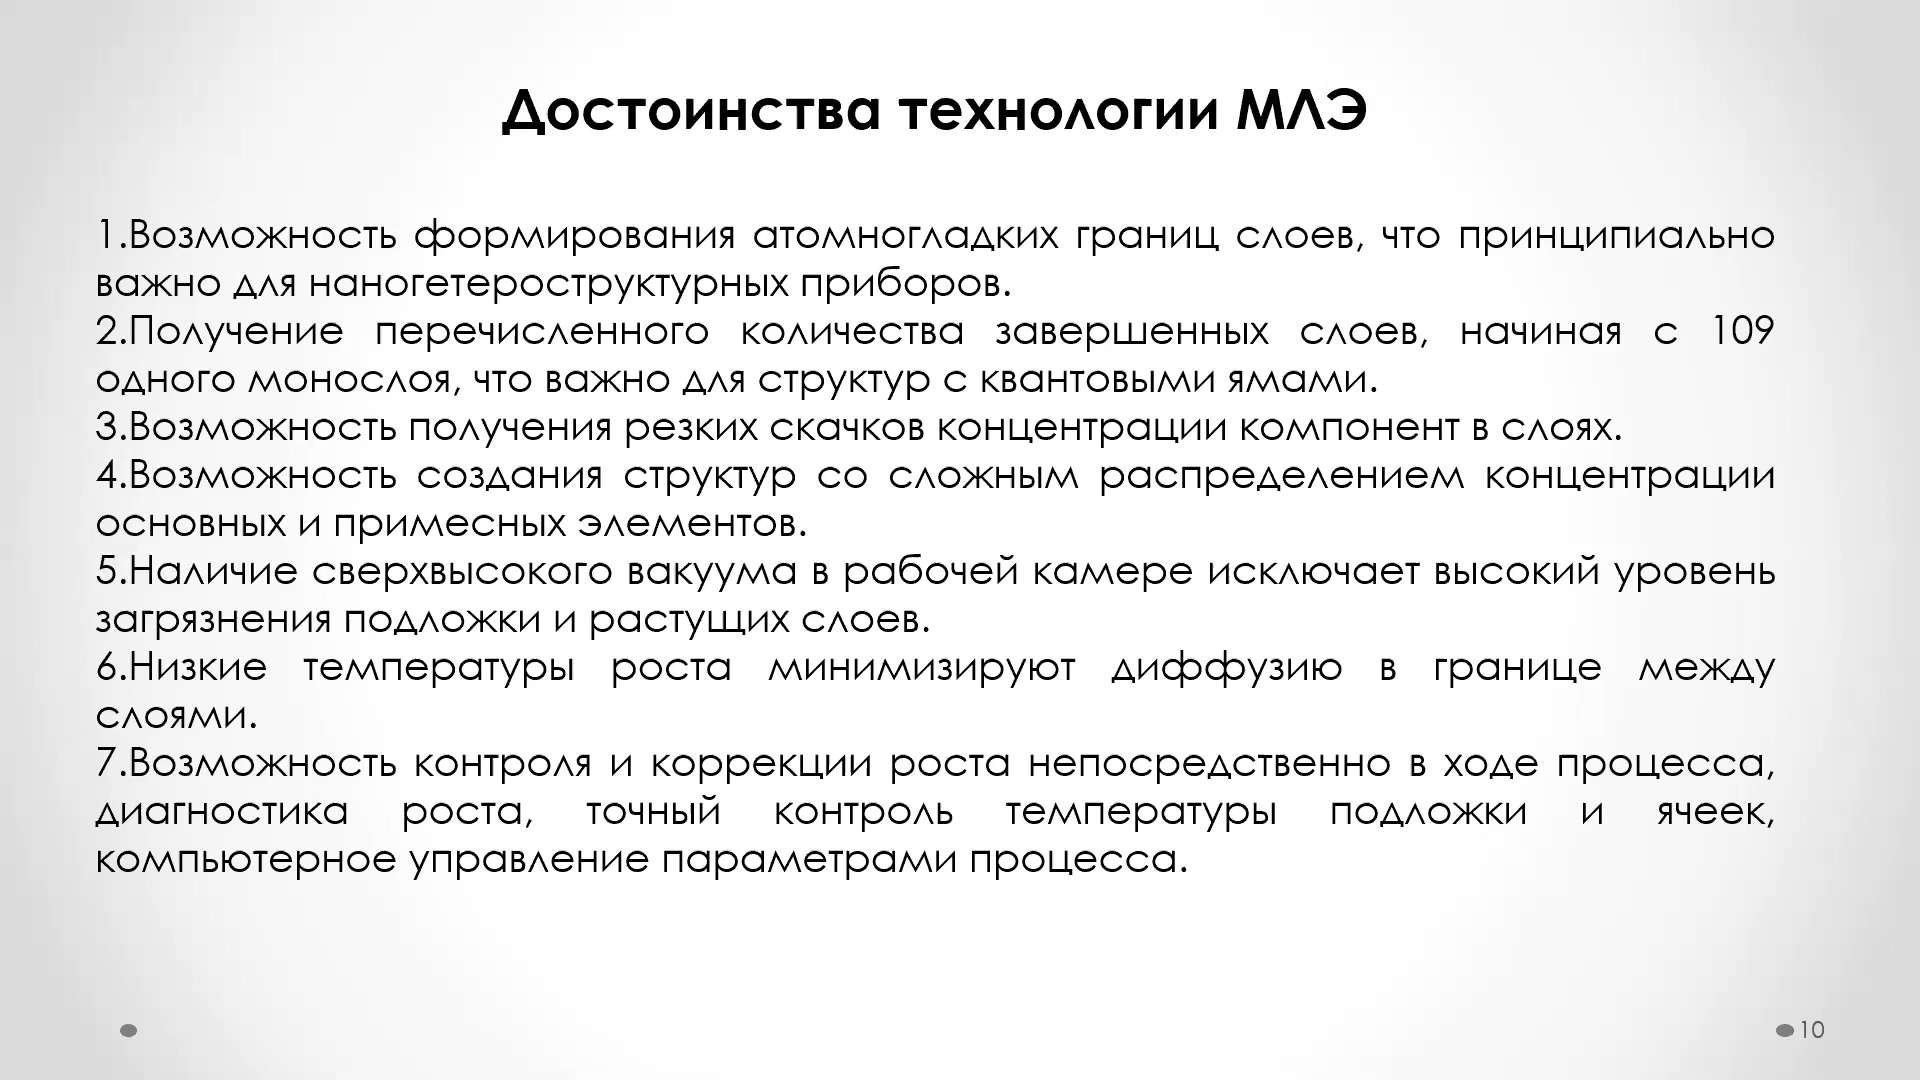 Достоинства технологии МЛЭ
1.Возможность формирования атомногладких границ слоев, что принципиально
важно для наногетероструктурных приборов.
2.Получение перечисленного количества завершенных слоев, начиная с 109
одного монослоя, что важно для структур с квантовыми ямами.
3.Возможность получения резких скачков концентрации компонент в слоях.
4.Возможность создания структур со сложным распределением концентрации
основных и примесных элементов.
5.Наличие сверхвысокого вакуума в рабочей камере исключает высокий уровень
загрязнения подложки и растущих слоев.
6.Низкие температуры роста минимизируют диффузию в границе между
слоями.
7.Возможность контроля и коррекции роста непосредственно в ходе процесса,
диагностика роста, точный контроль температуры подложки и ячеек,
компьютерное управление параметрами процесса.
10